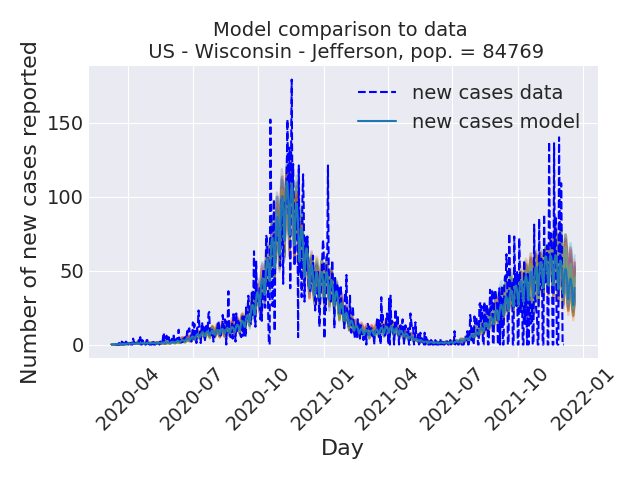 Model comparison to data
US - Wisconsin - Jefferson, pop. = 84769
Number of new cases reported
150
100
50
0
new cases data
new cases model
2020-04
2020-07
2020-10
2021-01
2021-04
2021-07
2021-10
2022-01
Day